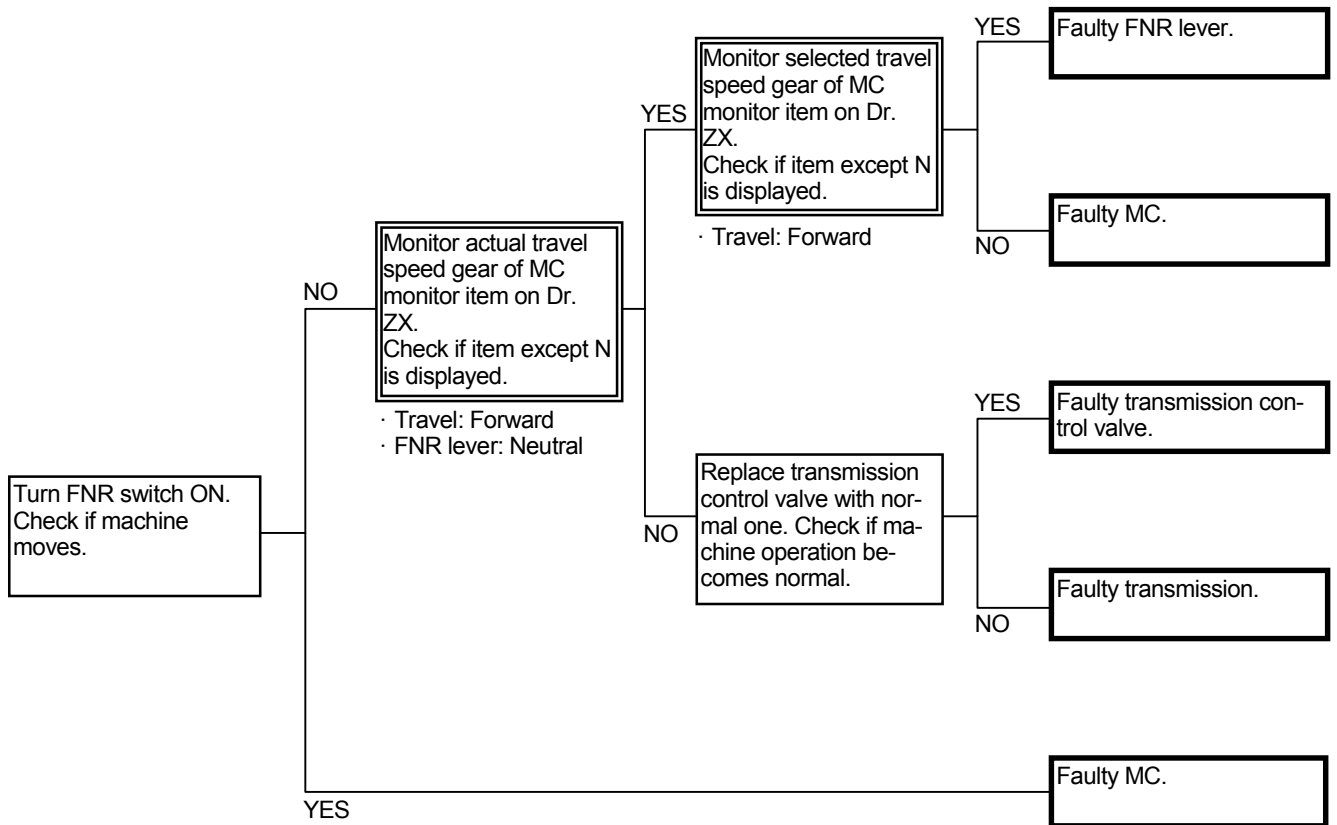 Turn FNR switch ON.
Check if machine
moves.
NO
YES
Monitor actual travel
speed gear of MC
monitor item on Dr.
ZX.
Check if item except N
is displayed.
· Travel: Forward
· FNR lever: Neutral
YES
NO
Monitor selected travel
speed gear of MC
monitor item on Dr.
ZX.
Check if item except N
is displayed.
· Travel: Forward
YES
Faulty FNR lever.
NO
Faulty MC.
Replace transmission
control valve with nor-
mal one. Check if ma-
chine operation be-
comes normal.
YES
Faulty transmission con-
trol valve.
NO
Faulty transmission.
Faulty MC.